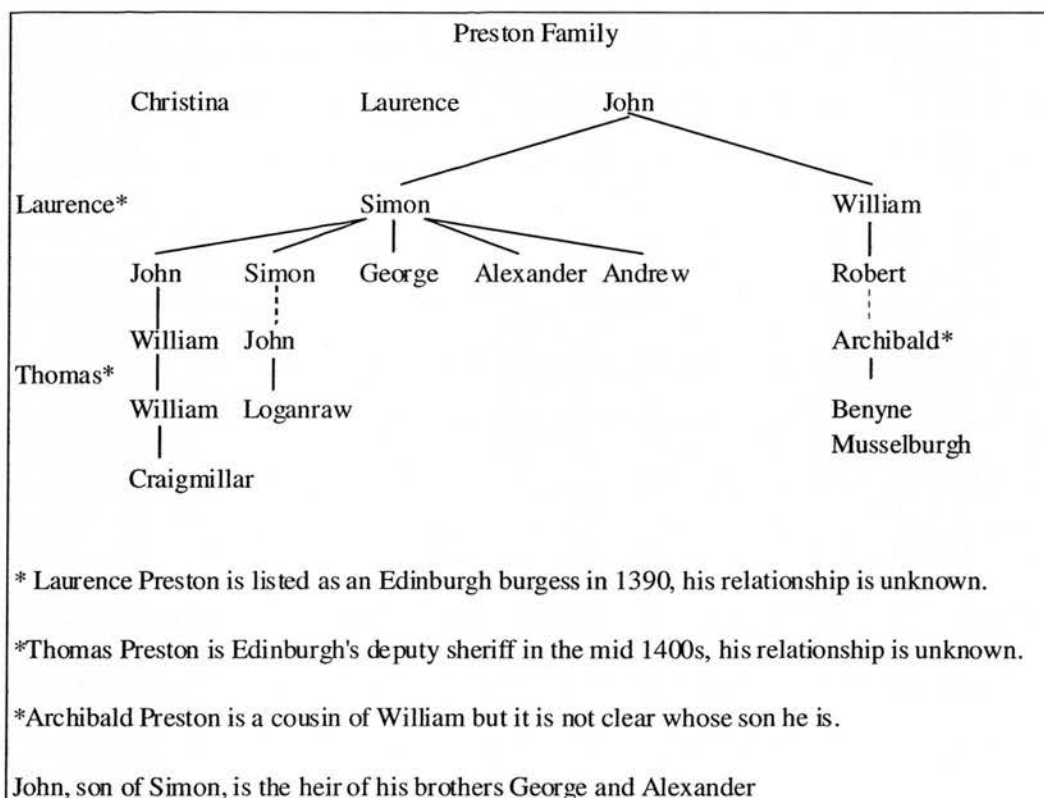 Preston Family
Christina Laurence John
Laurence* Simon William
John Simon George Alexander Andrew Robert
William John Archibald*
Thomas*
William Loganraw Benyne
Musselburgh
Craigmillar
* Laurence Preston is listed as an Edinburgh burgess in 1390, his relationship is unknown.
*Thomas Preston is Edinburgh's deputy sheriff in the mid 1400s, his relationship is unknown.
*Archibald Preston is a cousin of William but it is not clear whose son he is.
John, son of Simon, is the heir of his brothers George and Alexander